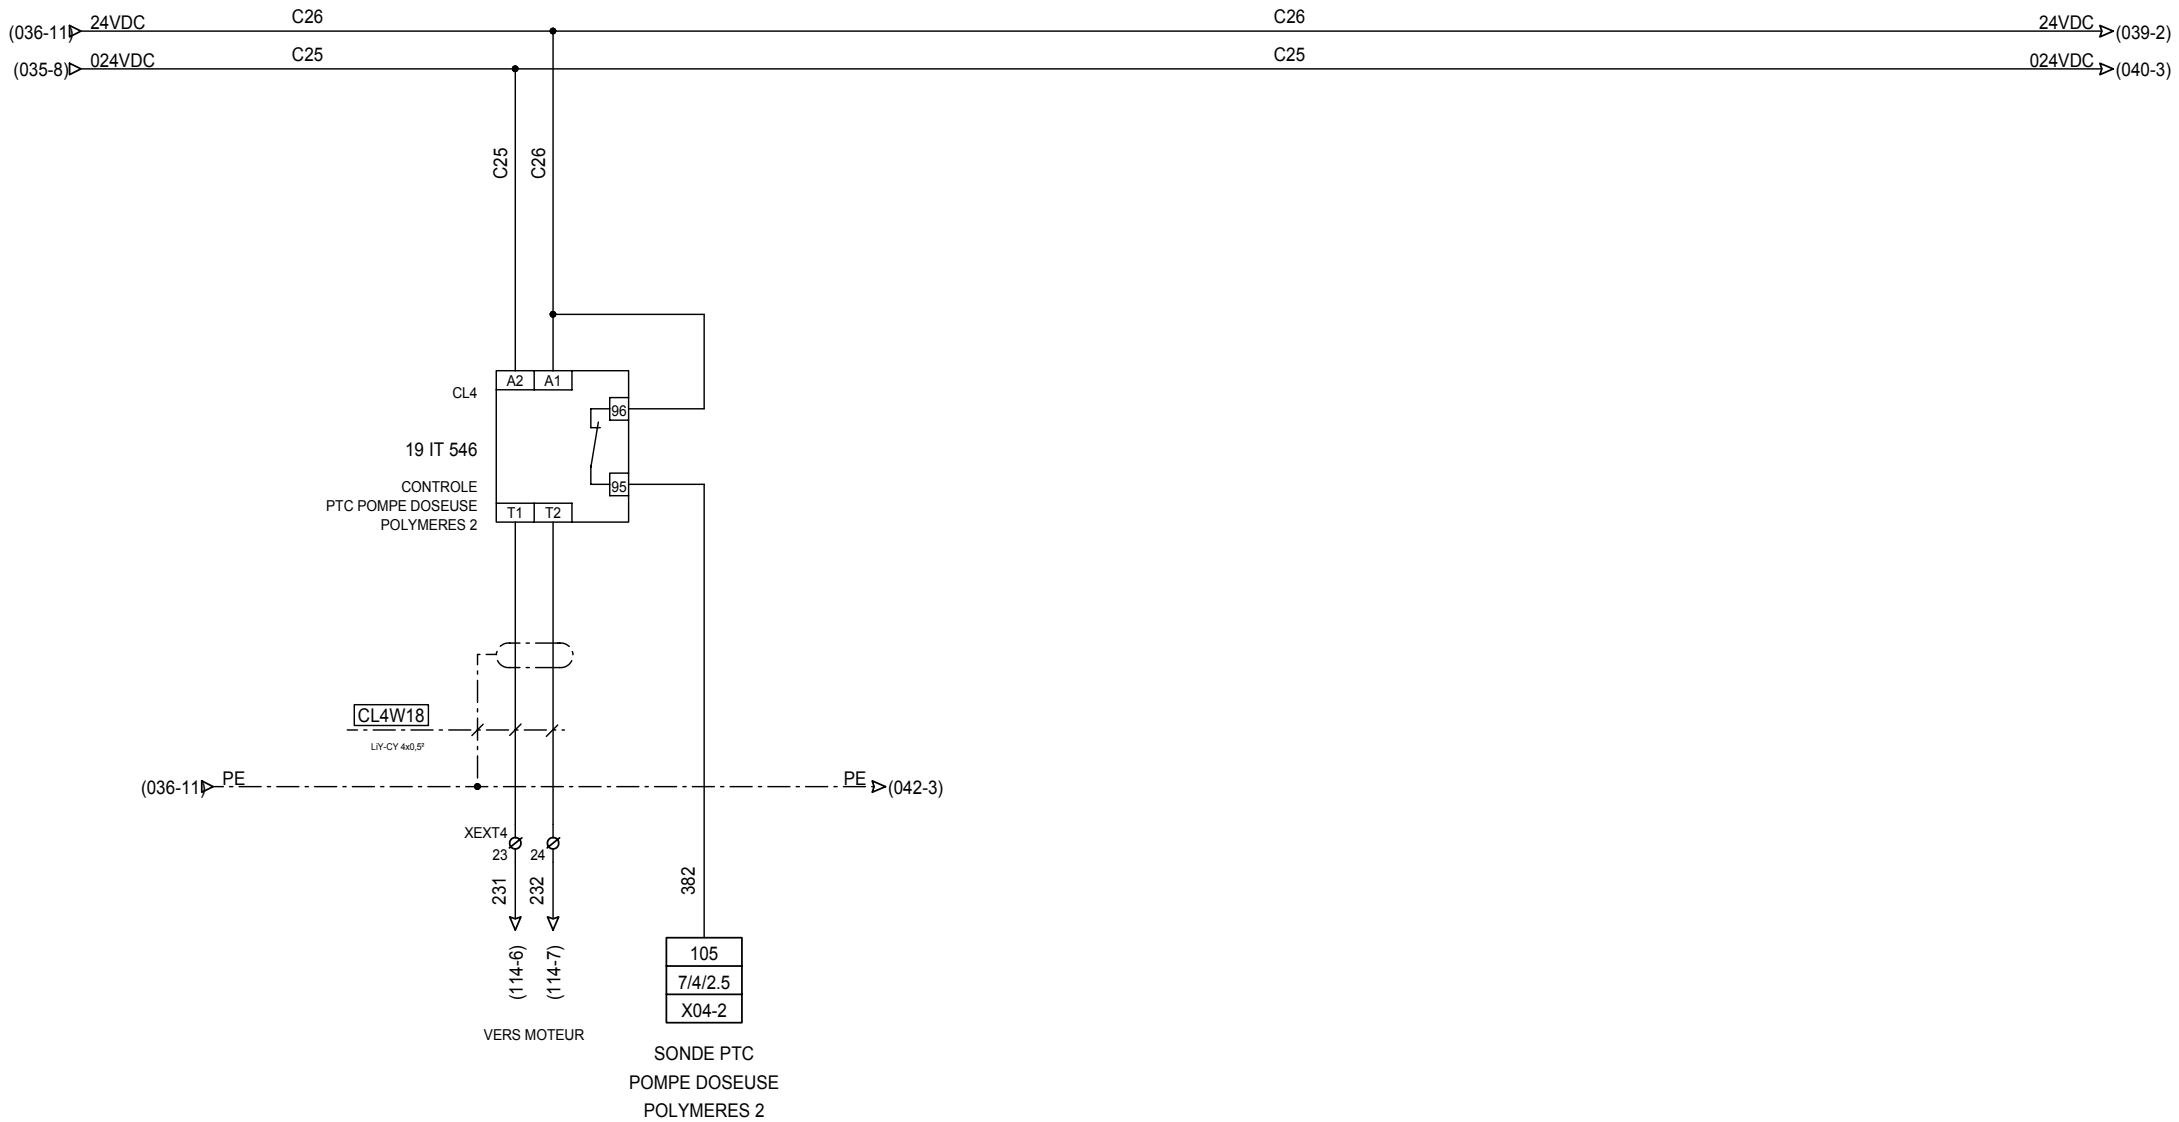 (036-11) 24VDC C26 C26 24VDC (039-2)
(035-8) 024VDC C25 C25 024VDC (040-3)
C25 C26
A2 A1
CL4
96
19 IT 546
CONTROLE
95
PTC POMPE DOSEUSE
T1 T2
POLYMERES 2
CL4W18
LiY-CY 4x0,5²
(036-11) PE PE (042-3)
XEXT4
23 24
231 232 382
(114-6) (114-7)
105
7/4/2.5
X04-2
VERS MOTEUR
SONDE PTC
POMPE DOSEUSE
POLYMERES 2